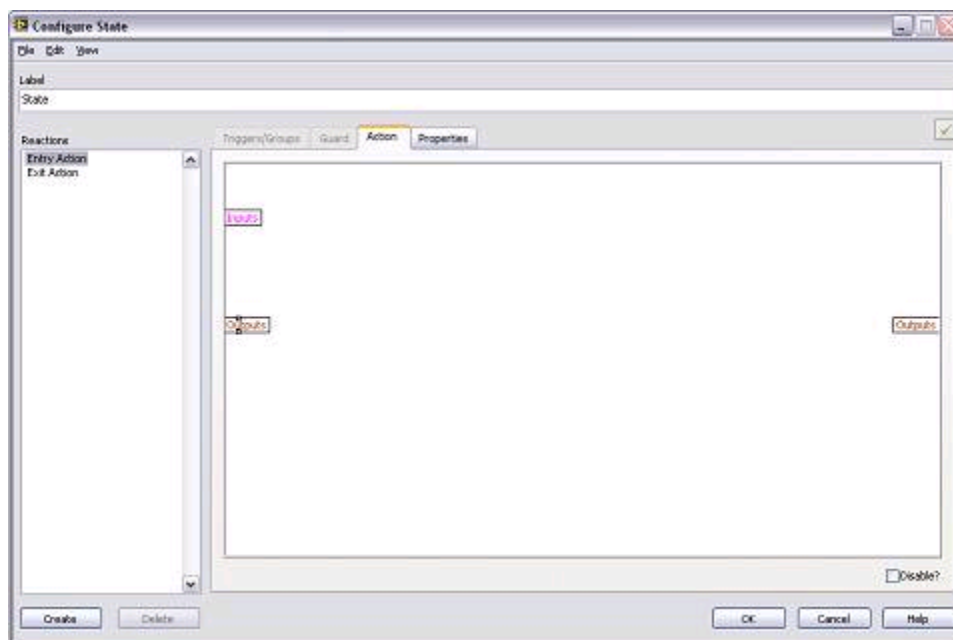 Configure State
File Edit View
Label
State
Reactions
Triggers/Groups Guard Action Properties
Entry Action
Exit Action
Inputs
Outputs Outputs
Disable?
Create Delete OK Cancel Help